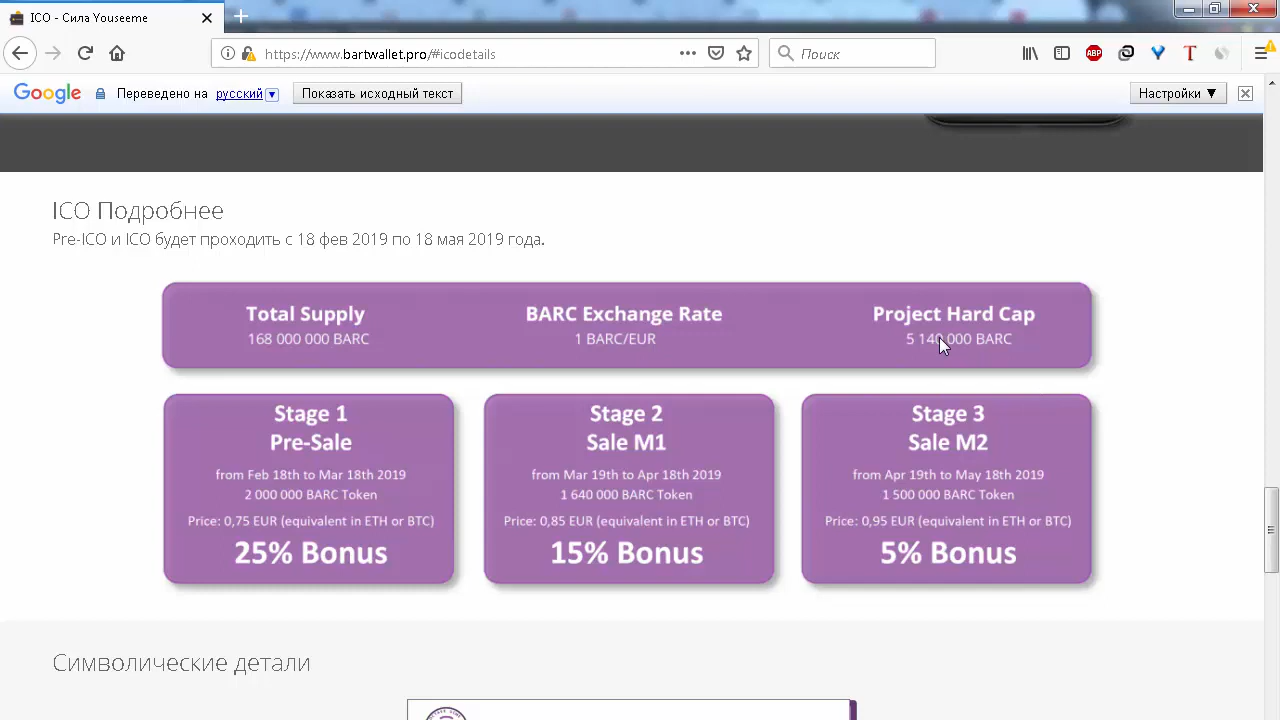 ICO - Сила Youseeme
https://www.bartwallet.pro/#icodetails
Поиск
ABP
T
Google Переведено на русский Показать исходный текст Настройки ▼
ICO Подробнее
Pre-ICO и ICO будет проходить с 18 фев 2019 по 18 мая 2019 года.
Total Supply
168 000 000 BARC
BARC Exchange Rate
1 BARC/EUR
Project Hard Cap
5 140 000 BARC
Stage 1
Pre-Sale
from Feb 18th to Mar 18th 2019
2 000 000 BARC Token
Price: 0,75 EUR (equivalent in ETH or BTC)
25% Bonus
Stage 2
Sale M1
from Mar 19th to Apr 18th 2019
1 640 000 BARC Token
Price: 0,85 EUR (equivalent in ETH or BTC)
15% Bonus
Stage 3
Sale M2
from Apr 19th to May 18th 2019
1 500 000 BARC Token
Price: 0,95 EUR (equivalent in ETH or BTC)
5% Bonus
Символические детали